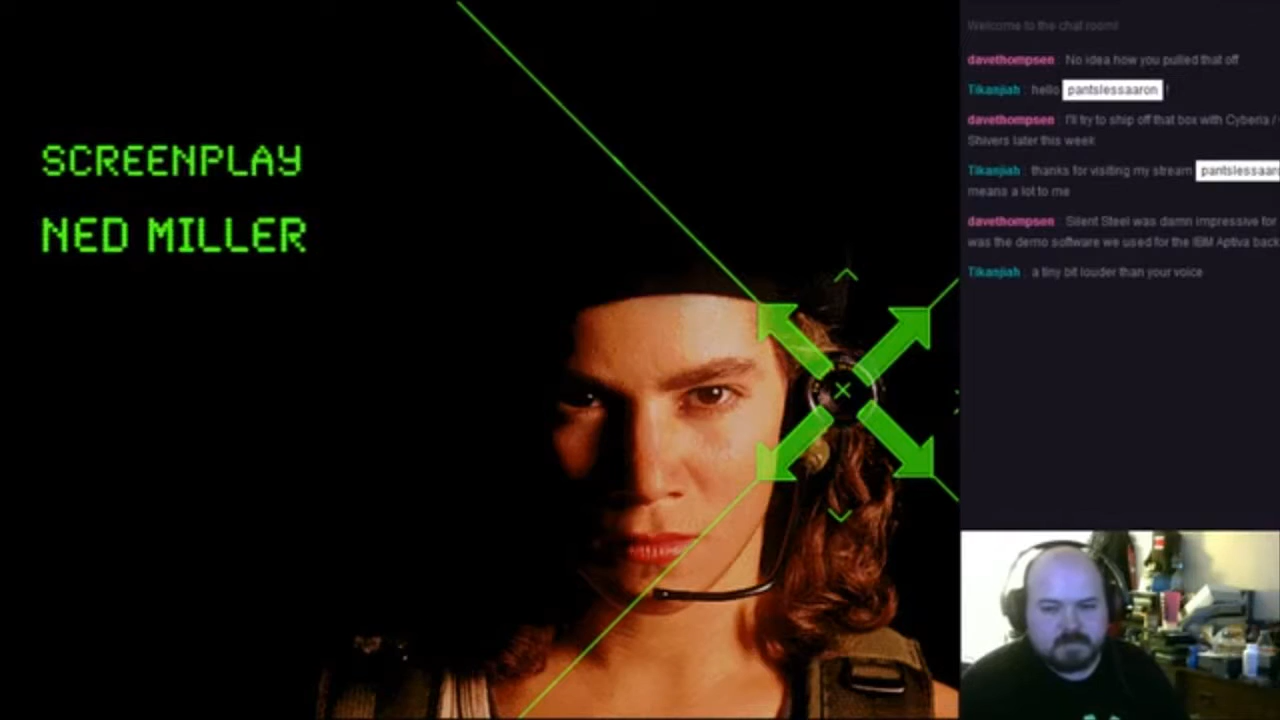 SCREENPLAY
NED MILLER
Welcome to the chat room!
davethompsen : No idea how you pulled that off
Tikanjiah : hello pantslessaaron !
davethompsen : I'll try to ship off that box with Cyberia /
Shivers later this week
Tikanjiah : thanks for visiting my stream pantslessaar
means a lot to me
davethompsen : Silent Steel was damn impressive for
was the demo software we used for the IBM Aptiva back
Tikanjiah : a tiny bit louder than your voice